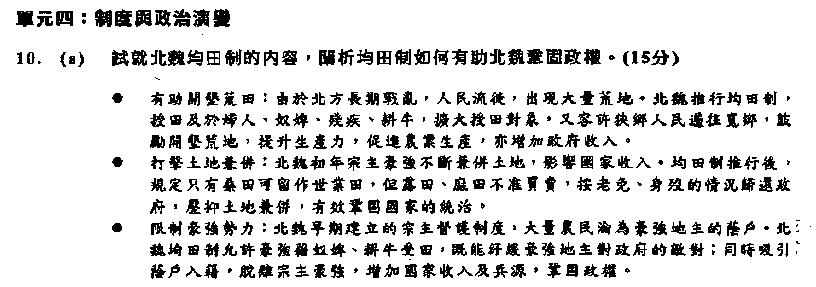 單元四：制度與政治演變
10. (a) 試就北魏均田制的內容，闡析均田制如何有助北魏鞏固政權。(15分)
● 有助開墾荒田：由於北方長期戰亂，人民流徙，出現大量荒地。北魏推行均田制，
授田及於婦人、奴婢、殘疾、耕牛，擴大授田對象。又容許狹鄉人民遷往寬鄉，鼓
勵開墾荒地，提升生產力，促進農業生產，亦增加政府收入。
● 打擊土地兼併：北魏初年宗主豪強不斷兼併土地，影響國家收入。均田制推行後，
規定只有桑田可留作世業田，但露田、麻田不准買賣，按老免、身沒的情況歸還政
府，壓抑土地兼併，有效鞏固國家的統治。
● 限制豪強勢力：北魏早期建立的宗主督護制度，大量農民淪為豪強地主的蔭戶。北
魏均田制允許豪強藉奴婢、耕牛受田，既能紓緩豪強地主對政府的敵對；同時吸引
蔭戶入籍，脫離宗主豪強，增加國家收入及兵源，鞏固政權。